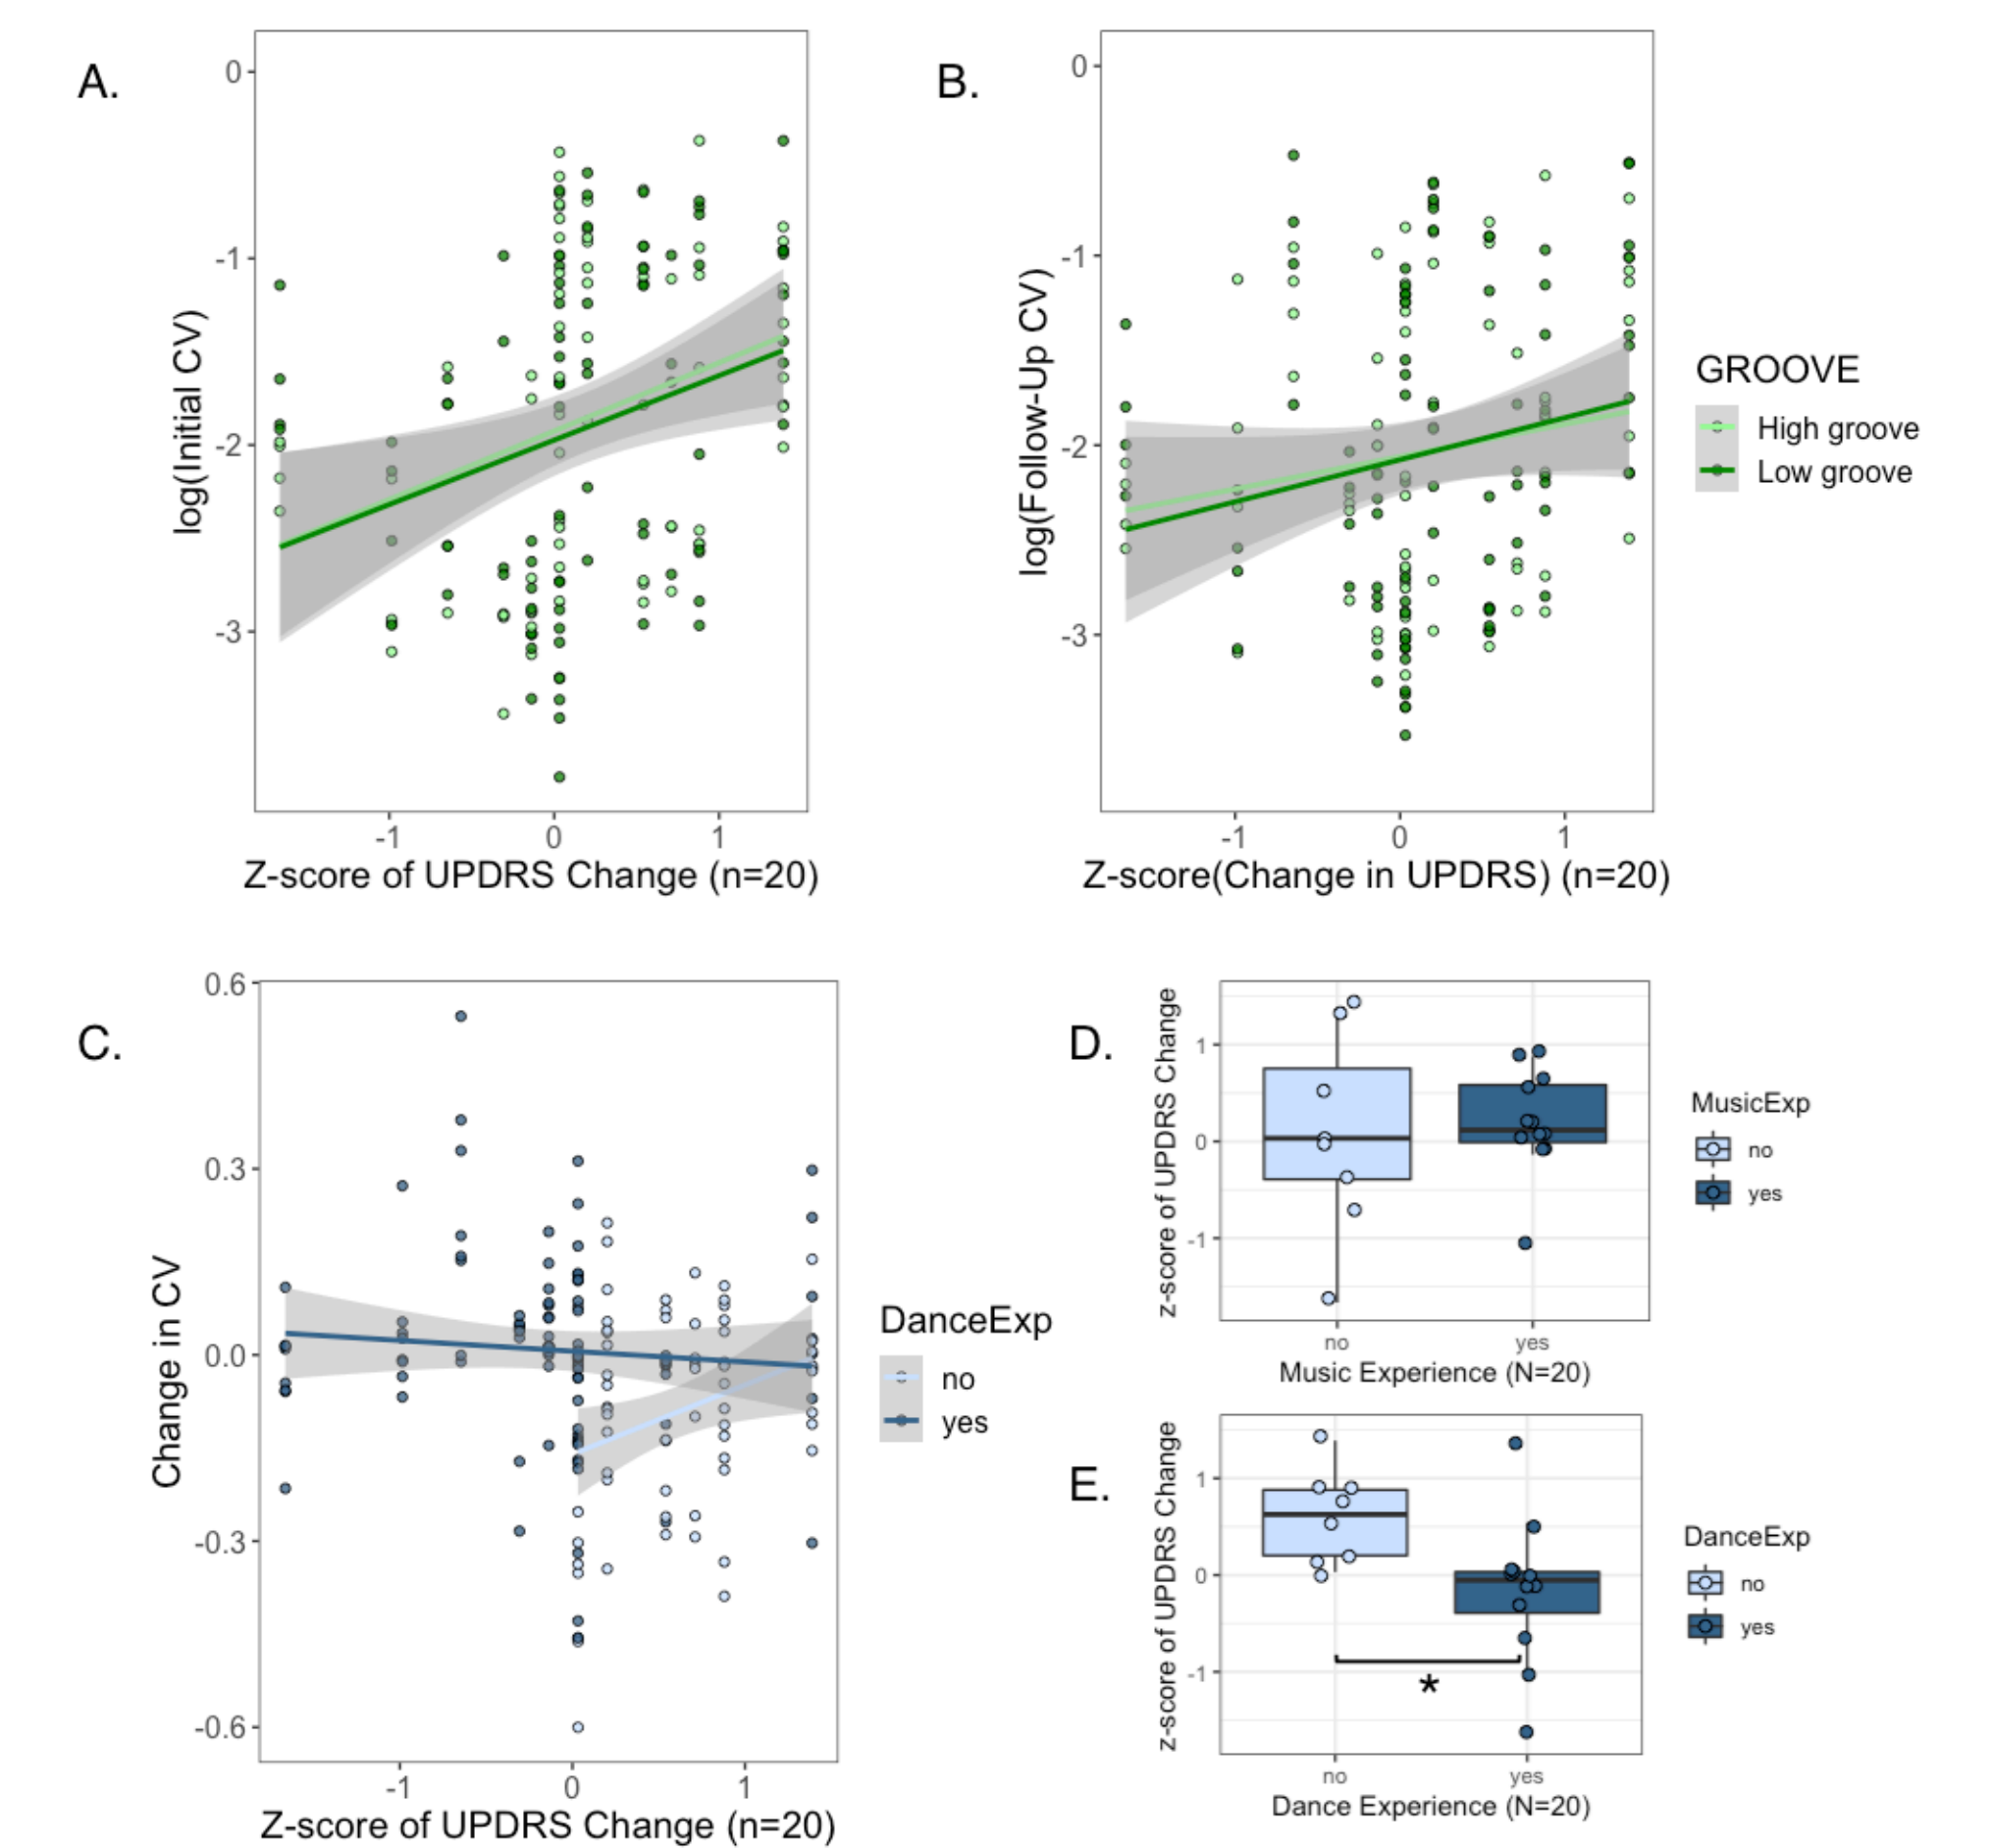 A.
0
-1
-2
-3
log(Initial CV)
-1 0 1
Z-score of UPDRS Change (n=20)
B.
0
-1
-2
-3
log(Follow-Up CV)
-1 0 1
Z-score(Change in UPDRS) (n=20)
GROOVE
High groove
Low groove
C.
0.6
0.3
0.0
-0.3
-0.6
Change in CV
-1 0 1
Z-score of UPDRS Change (n=20)
DanceExp
no
yes
D.
z-score of UPDRS Change
1
0
-1
no yes
Music Experience (N=20)
MusicExp
no
yes
E.
z-score of UPDRS Change
1
0
-1
*
no yes
Dance Experience (N=20)
DanceExp
no
yes